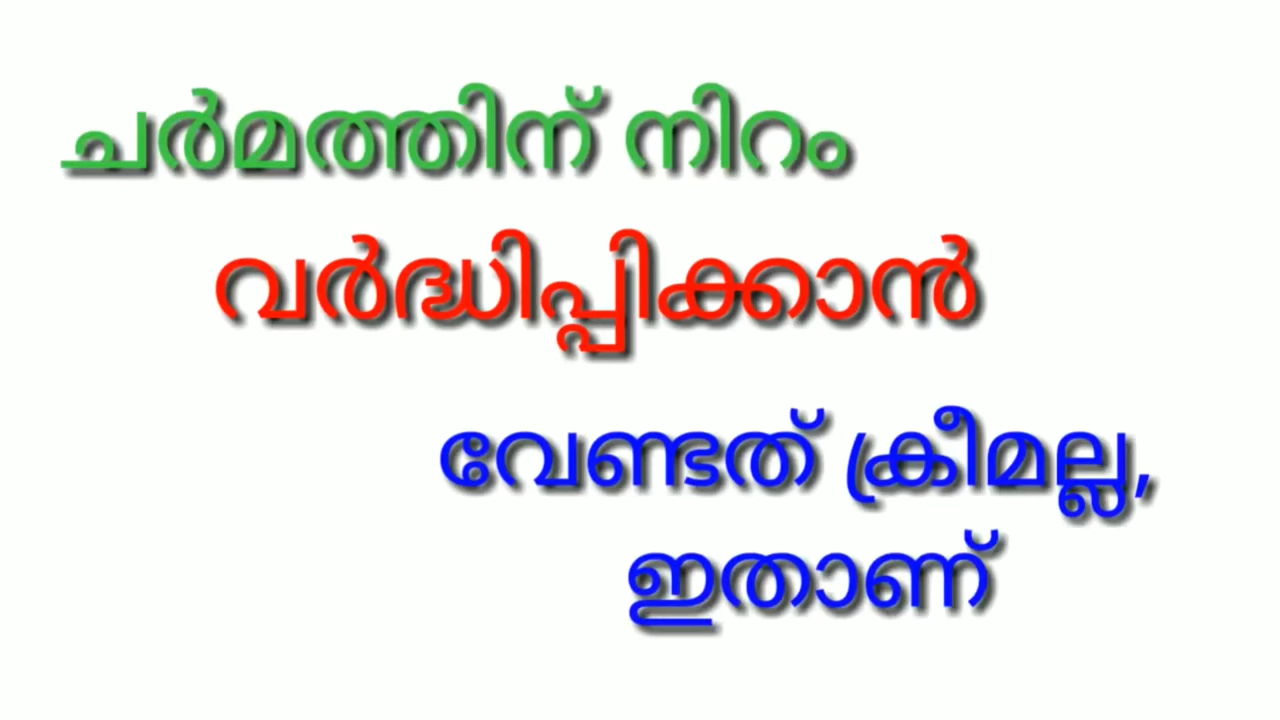 ചർമത്തിന് നിറം
വർദ്ധിപ്പിക്കാൻ
വേണ്ടത് ക്രീമല്ല,
ഇതാണ്